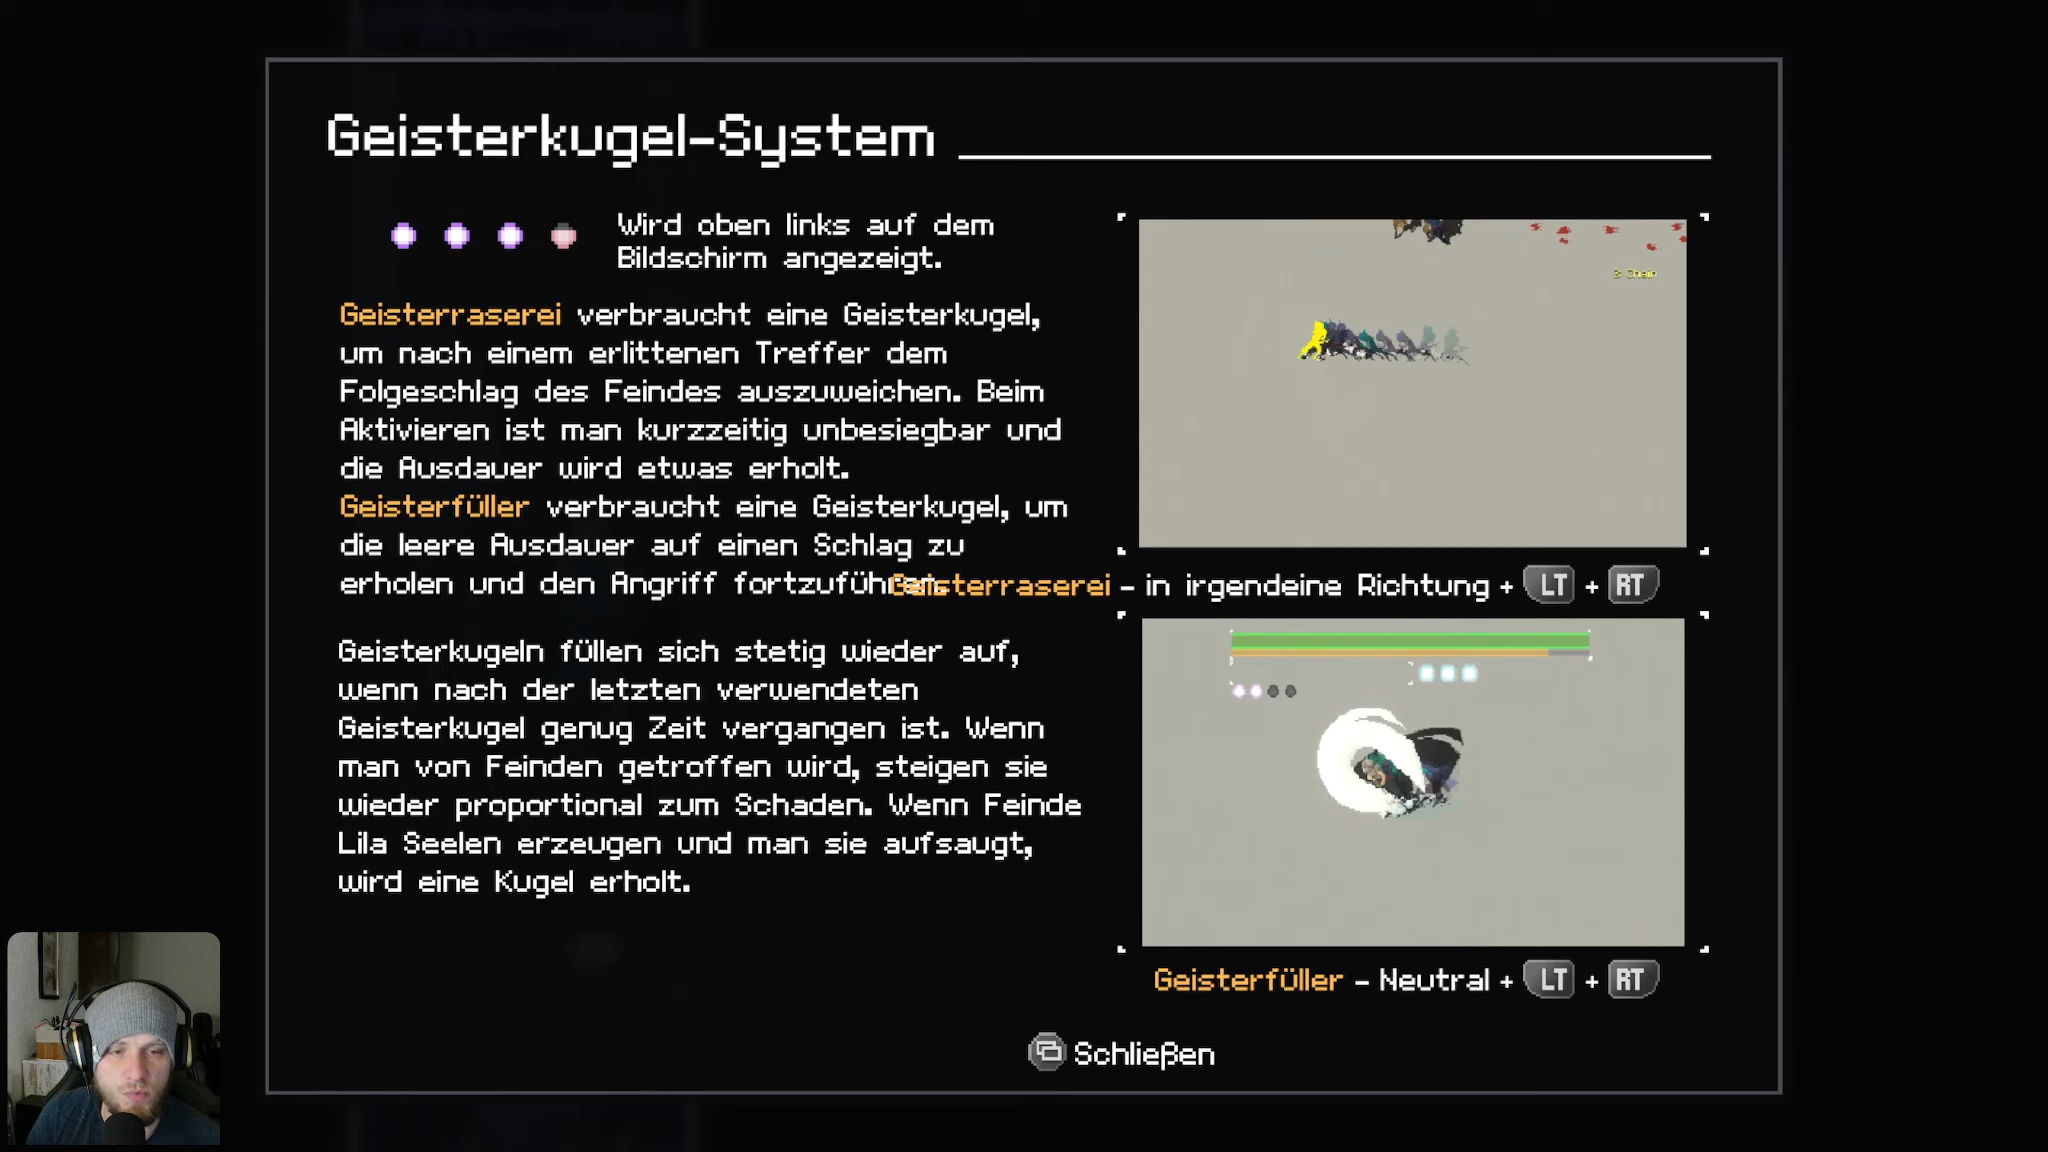 Geisterkugel-System
Wird oben links auf dem
Bildschirm angezeigt.
Geisterraserei verbraucht eine Geisterkugel,
um nach einem erlittenen Treffer dem
Folgeschlag des Feindes auszuweichen. Beim
Aktivieren ist man kurzzeitig unbesiegbar und
die Ausdauer wird etwas erholt.
Geisterfüller verbraucht eine Geisterkugel, um
die leere Ausdauer auf einen Schlag zu
erholen und den Angriff fortzuführen.
Geisterkugeln füllen sich stetig wieder auf,
wenn nach der letzten verwendeten
Geisterkugel genug Zeit vergangen ist. Wenn
man von Feinden getroffen wird, steigen sie
wieder proportional zum Schaden. Wenn Feinde
Lila Seelen erzeugen und man sie aufsaugt,
wird eine Kugel erholt.
3 Chain
Geisterraserei - in irgendeine Richtung + LT + RT
Geisterfüller - Neutral + LT + RT
Schließen